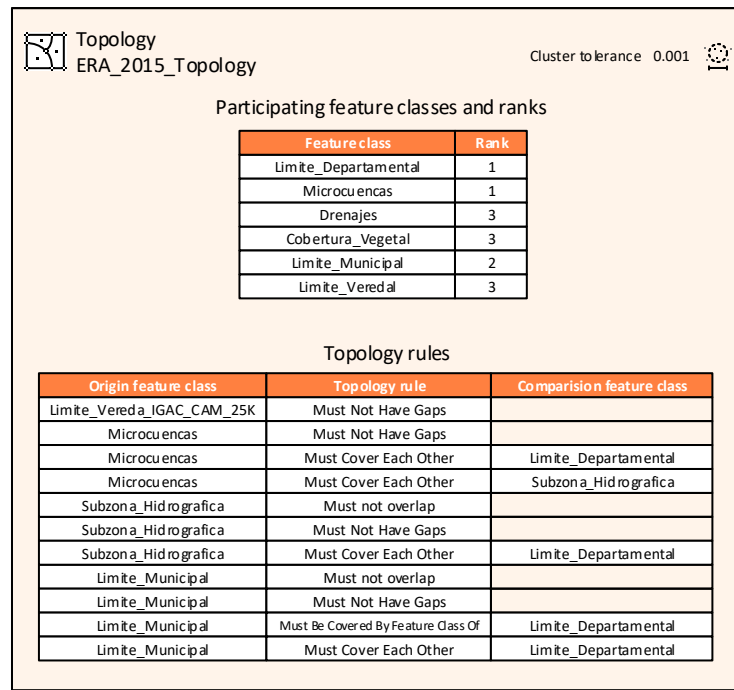 Topology
ERA_2015_Topology
Cluster tolerance 0.001
Participating feature classes and ranks
Feature class Rank
Limite_Departamental 1
Microcuencas 1
Drenajes 3
Cobertura_Vegetal 3
Limite_Municipal 2
Limite_Veredal 3
Topology rules
Origin feature class Topology rule Comparision feature class
Limite_Vereda_IGAC_CAM_25K Must Not Have Gaps
Microcuencas Must Not Have Gaps
Microcuencas Must Cover Each Other Limite_Departamental
Microcuencas Must Cover Each Other Subzona_Hidrografica
Subzona_Hidrografica Must not overlap
Subzona_Hidrografica Must Not Have Gaps
Subzona_Hidrografica Must Cover Each Other Limite_Departamental
Limite_Municipal Must not overlap
Limite_Municipal Must Not Have Gaps
Limite_Municipal Must Be Covered By Feature Class Of Limite_Departamental
Limite_Municipal Must Cover Each Other Limite_Departamental